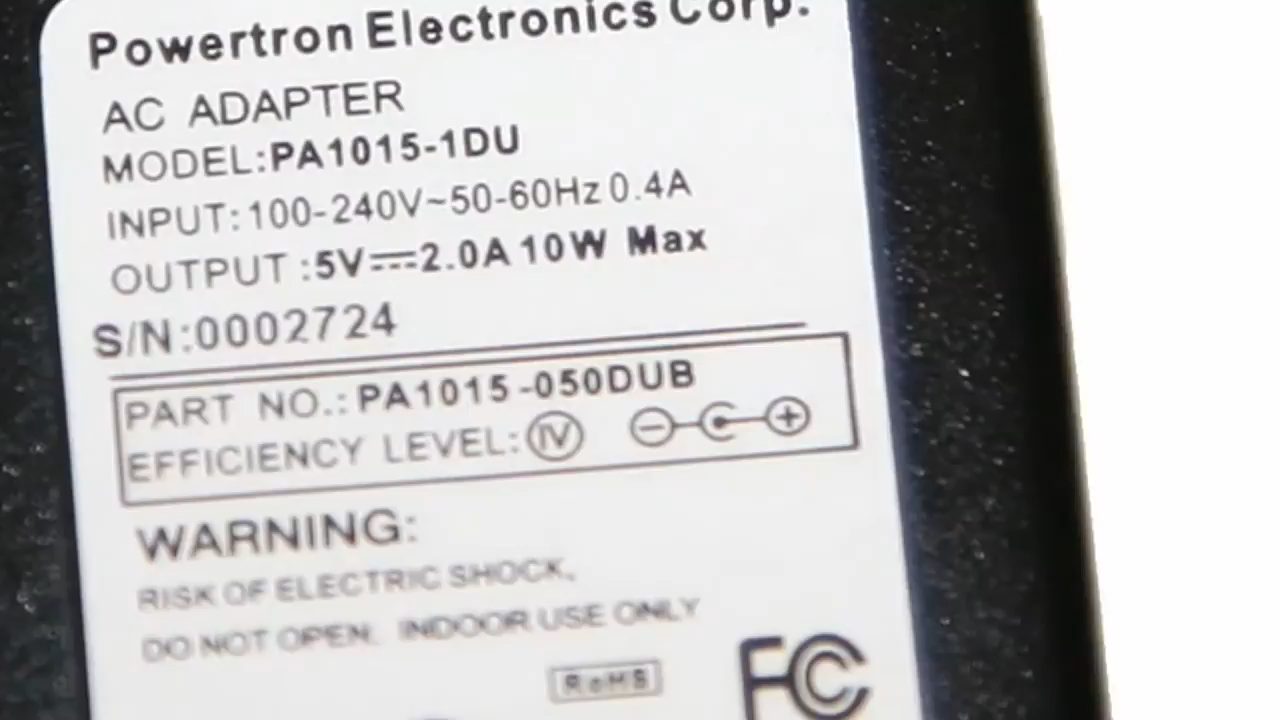 Powertron Electronics Corp.
AC ADAPTER
MODEL:PA1015-1DU
INPUT:100-240V~50-60Hz 0.4A
OUTPUT :5V⎓2.0A 10W Max
S/N:0002724
PART NO.:PA1015-050DUB
EFFICIENCY LEVEL:IV
WARNING:
RISK OF ELECTRIC SHOCK,
DO NOT OPEN. INDOOR USE ONLY
RoHS
FC